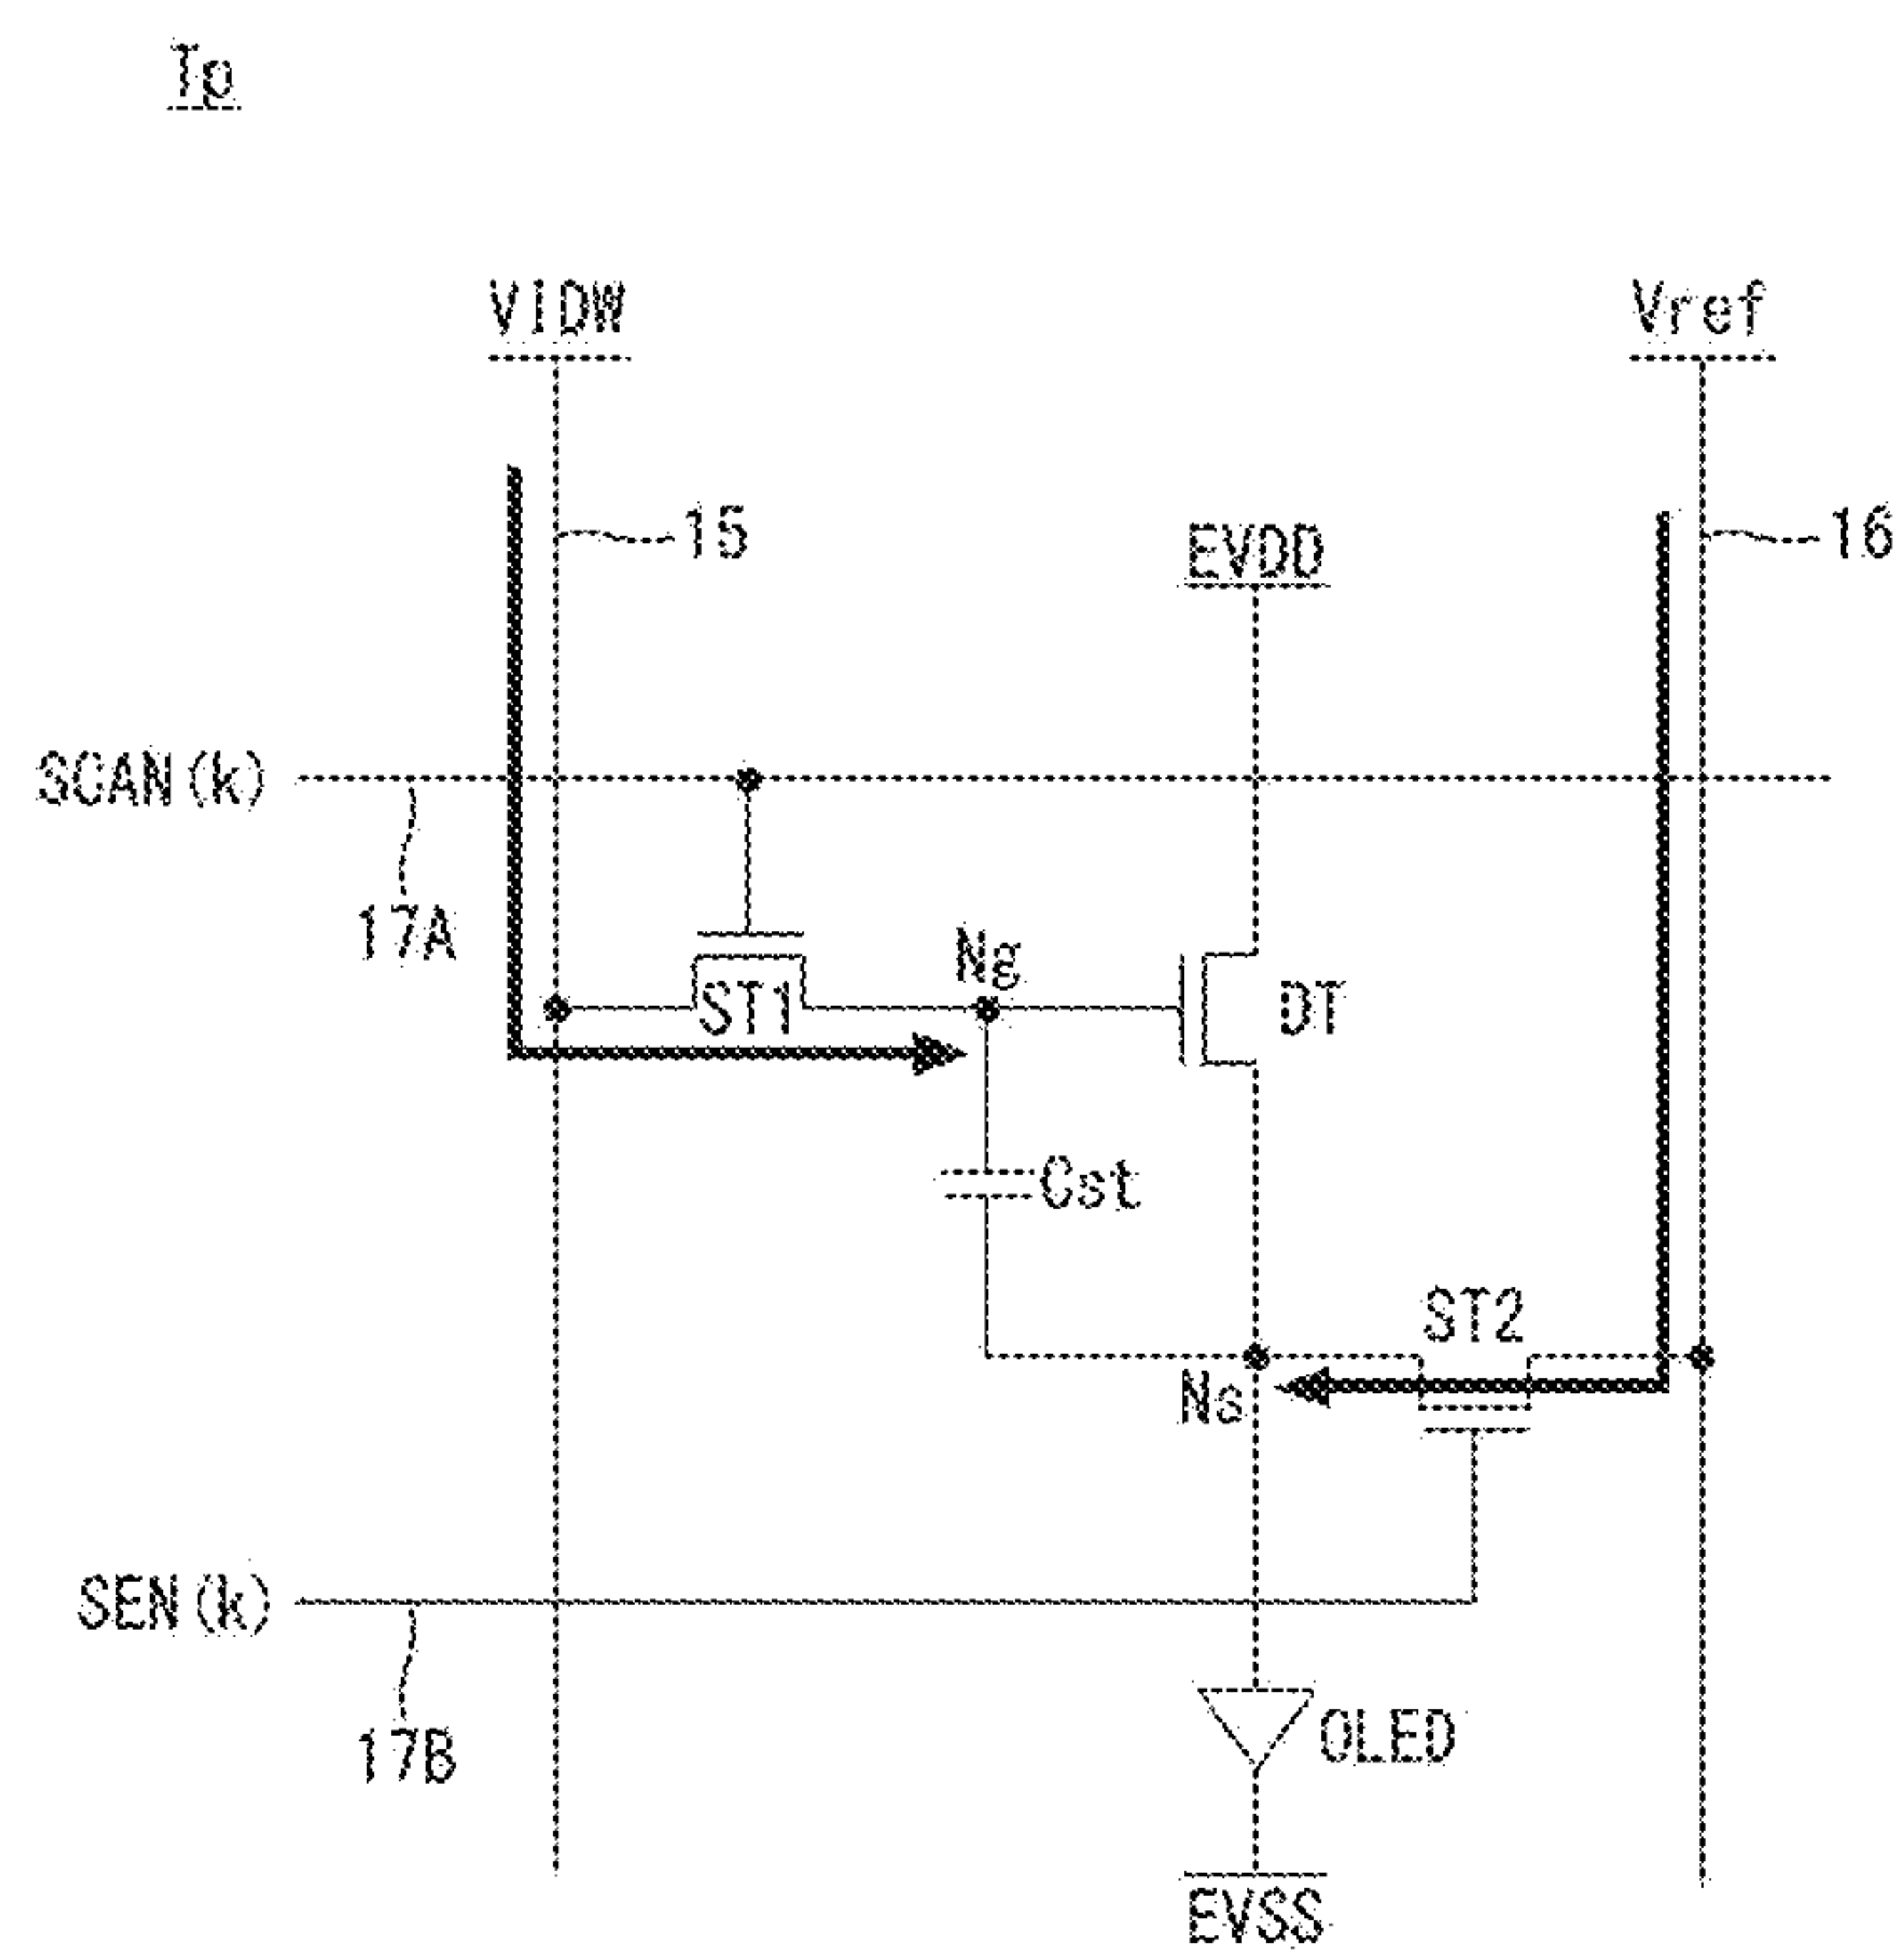 Tp
VIDW
Vref
15
EVDD
16
SCAN(k)
17A
Ng
ST1
DT
Cst
ST2
Ns
SEN(k)
17B
OLED
EVSS